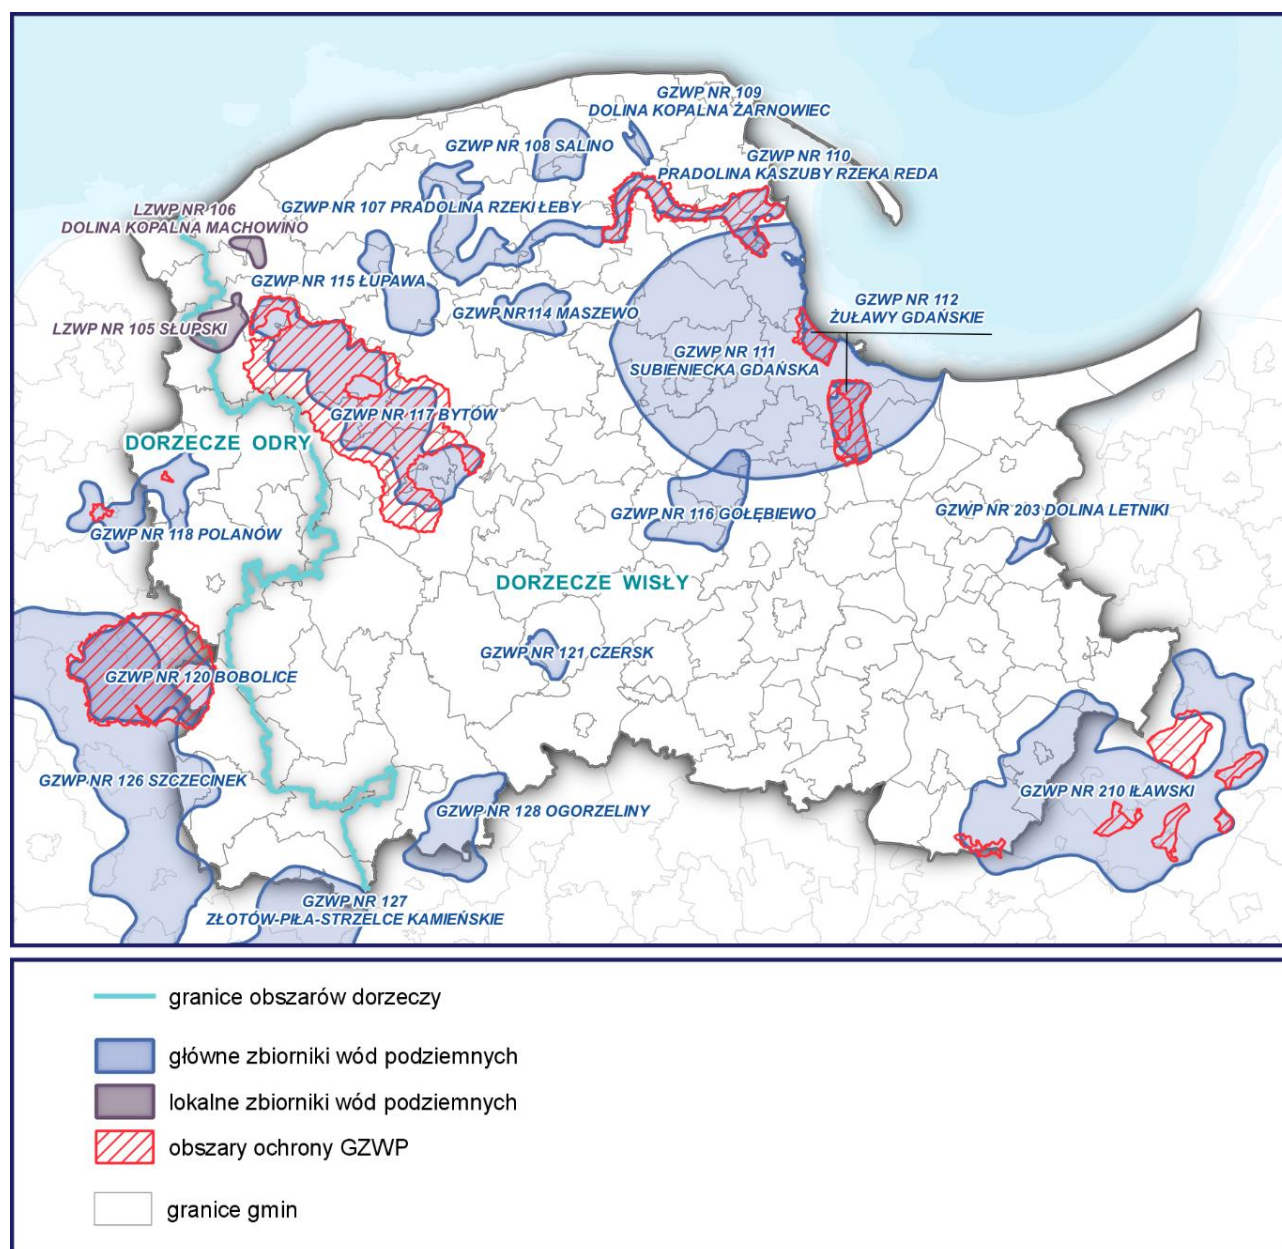 GZWP NR 109
DOLINA KOPALNA ŻARNOWIEC
GZWP NR 108 SALINO
GZWP NR 110
PRADOLINA KASZUBY RZEKA REDA
GZWP NR 107 PRADOLINA RZEKI ŁEBY
LZWP NR 106
DOLINA KOPALNA MACHOWINO
GZWP NR 115 ŁUPAWA
GZWP NR114 MASZEWO
GZWP NR 112
ŻUŁAWY GDAŃSKIE
LZWP NR 105 SŁUPSKI
GZWP NR 111
SUBIENIECKA GDAŃSKA
GZWP NR 117 BYTÓW
DORZECZE ODRY
GZWP NR 118 POLANÓW
GZWP NR 116 GOŁĘBIEWO
GZWP NR 203 DOLINA LETNIKI
DORZECZE WISŁY
GZWP NR 121 CZERSK
GZWP NR 120 BOBOLICE
GZWP NR 126 SZCZECINEK
GZWP NR 128 OGORZELINY
GZWP NR 210 IŁAWSKI
GZWP NR 127
ZŁOTÓW-PIŁA-STRZELCE KAMIEŃSKIE
granice obszarów dorzeczy
główne zbiorniki wód podziemnych
lokalne zbiorniki wód podziemnych
obszary ochrony GZWP
granice gmin